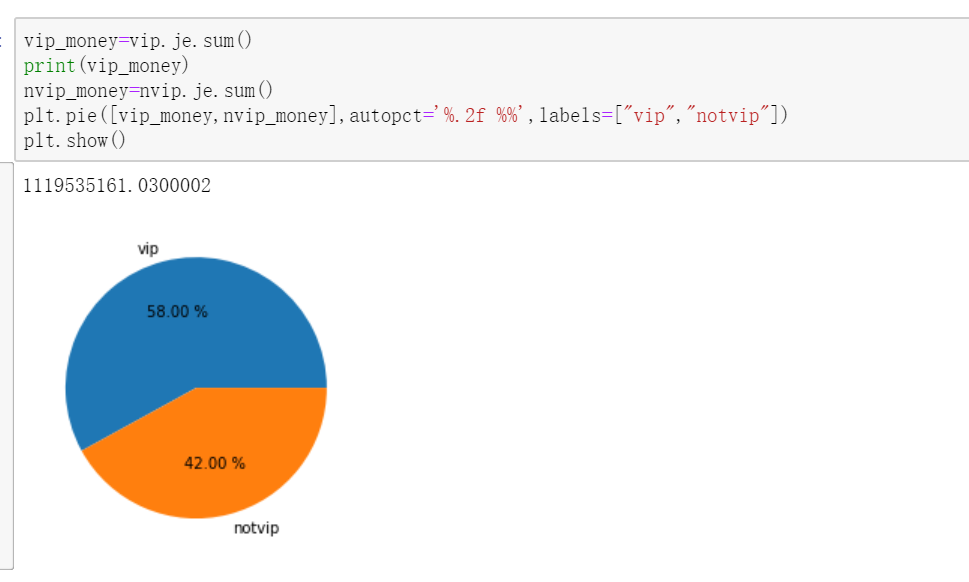 :
vip_money=vip.je.sum()
print(vip_money)
nvip_money=nvip.je.sum()
plt.pie([vip_money,nvip_money],autopct='%.2f %%',labels=["vip","notvip"])
plt.show()
1119535161.0300002
vip
58.00 %
42.00 %
notvip